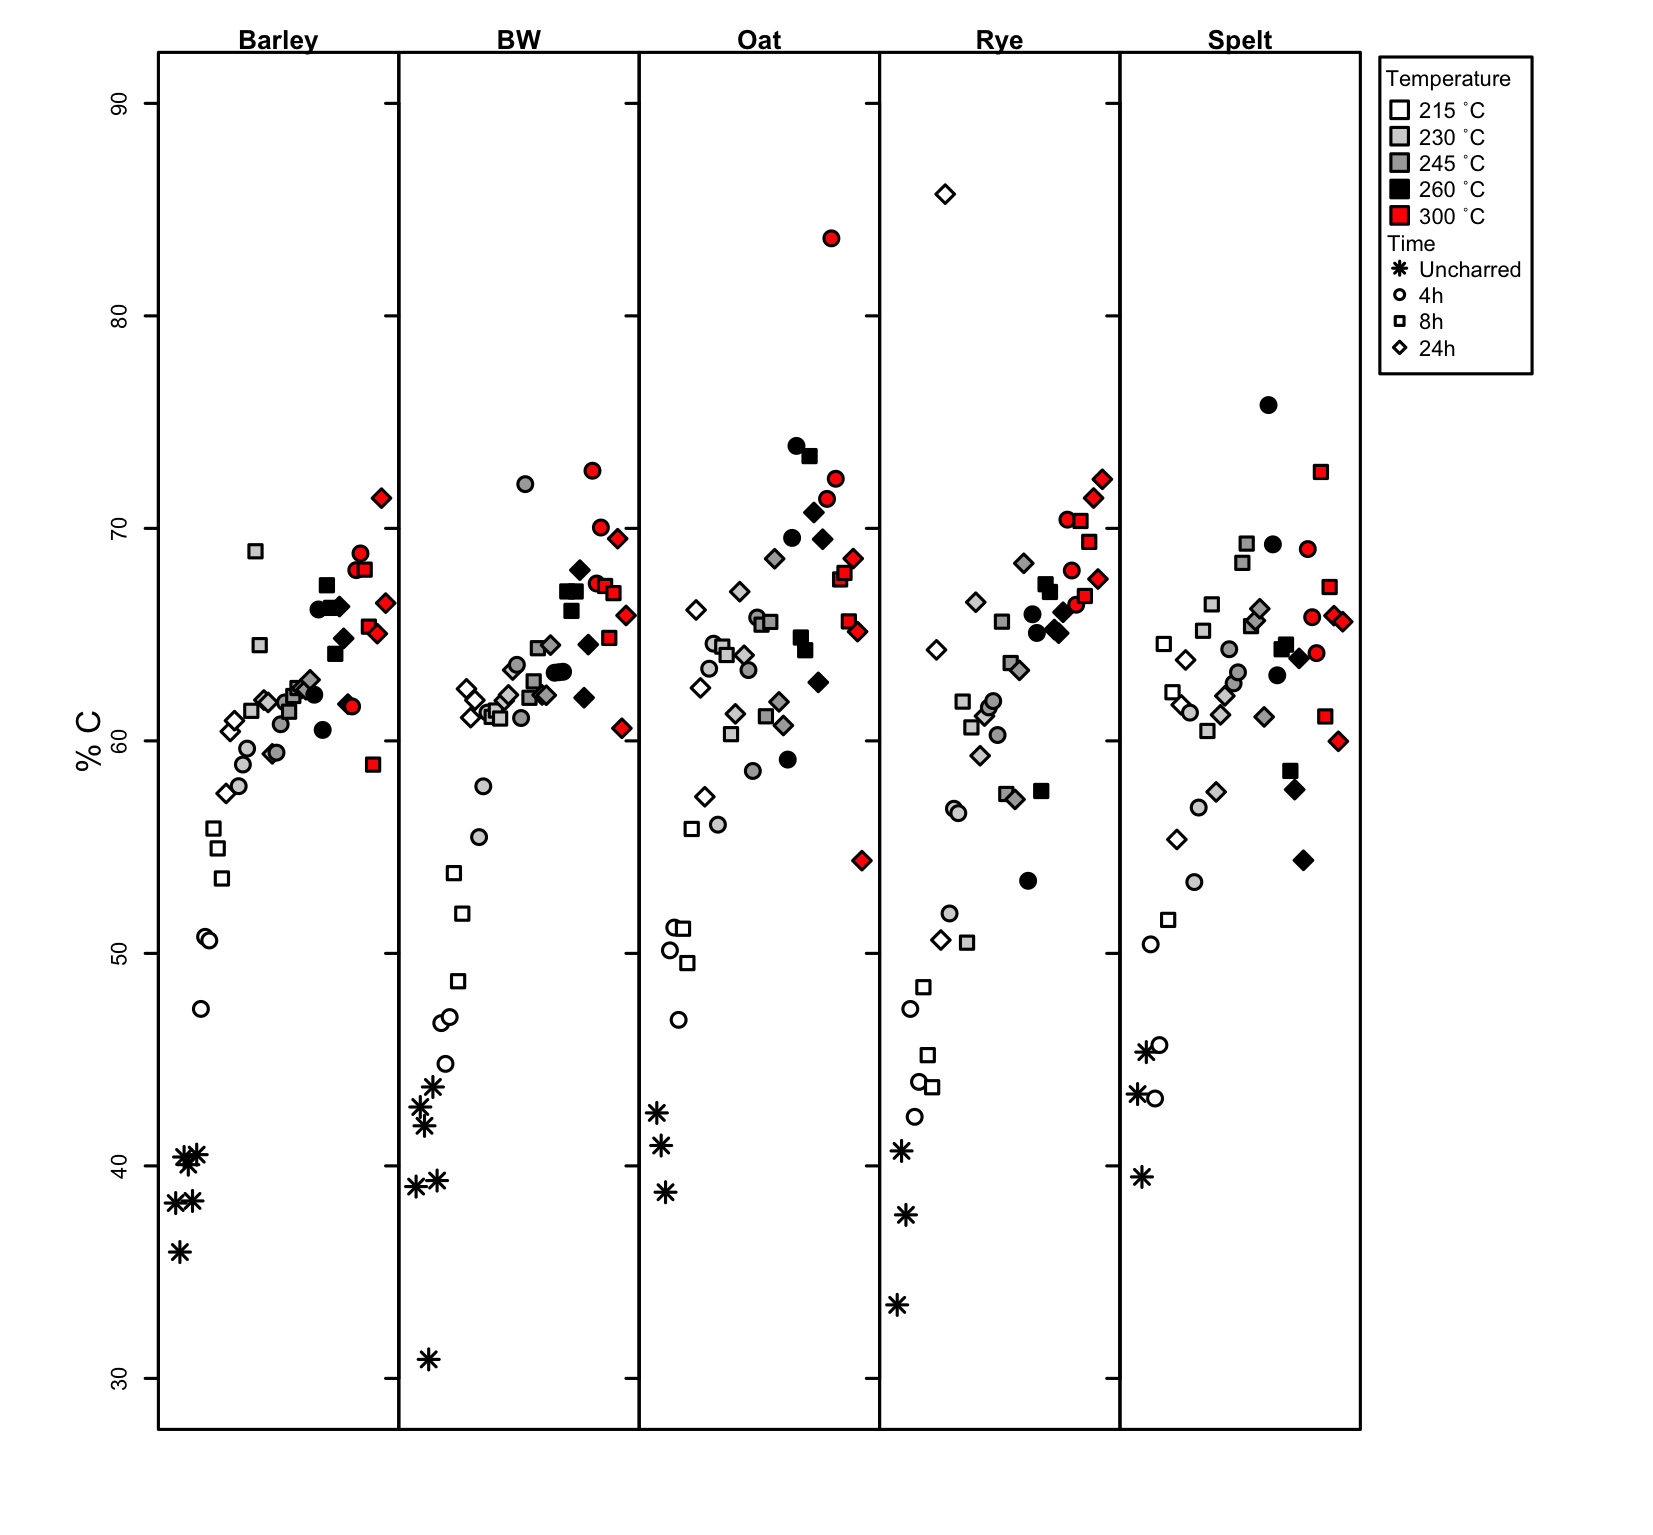 Barley BW Oat Rye Spelt
% C
90
80
70
60
50
40
30
Temperature
215 °C
230 °C
245 °C
260 °C
300 °C
Time
Uncharred
4h
8h
24h